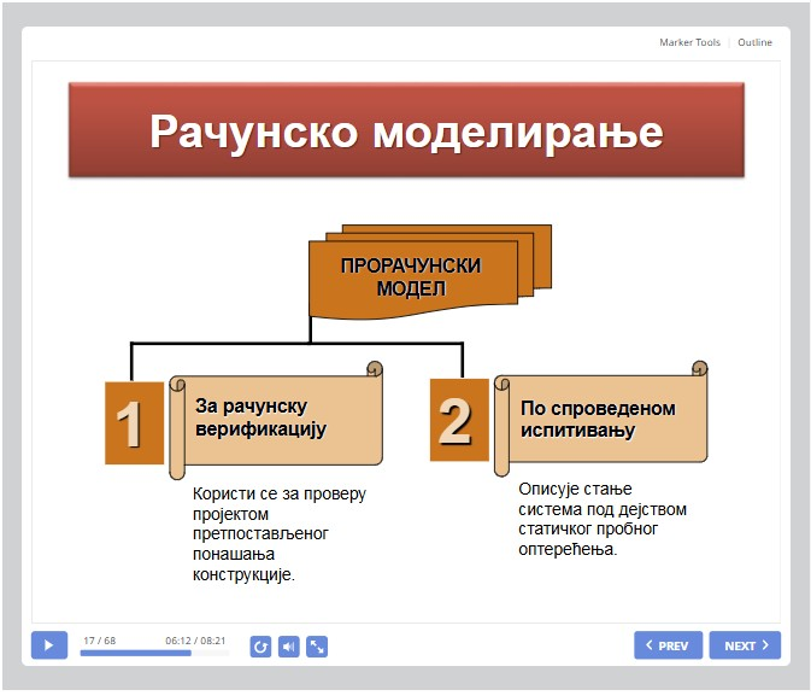 Marker Tools
Outline
Рачунско моделирање
ПРОРАЧУНСКИ
МОДЕЛ
1
За рачунску
верификацију
2
По спроведеном
испитивању
Користи се за проверу
пројектом
претпостављеног
понашања
конструкције.
Описује стање
система под дејством
статичког пробног
оптерећења.
17 / 68
06:12 / 08:21
PREV
NEXT